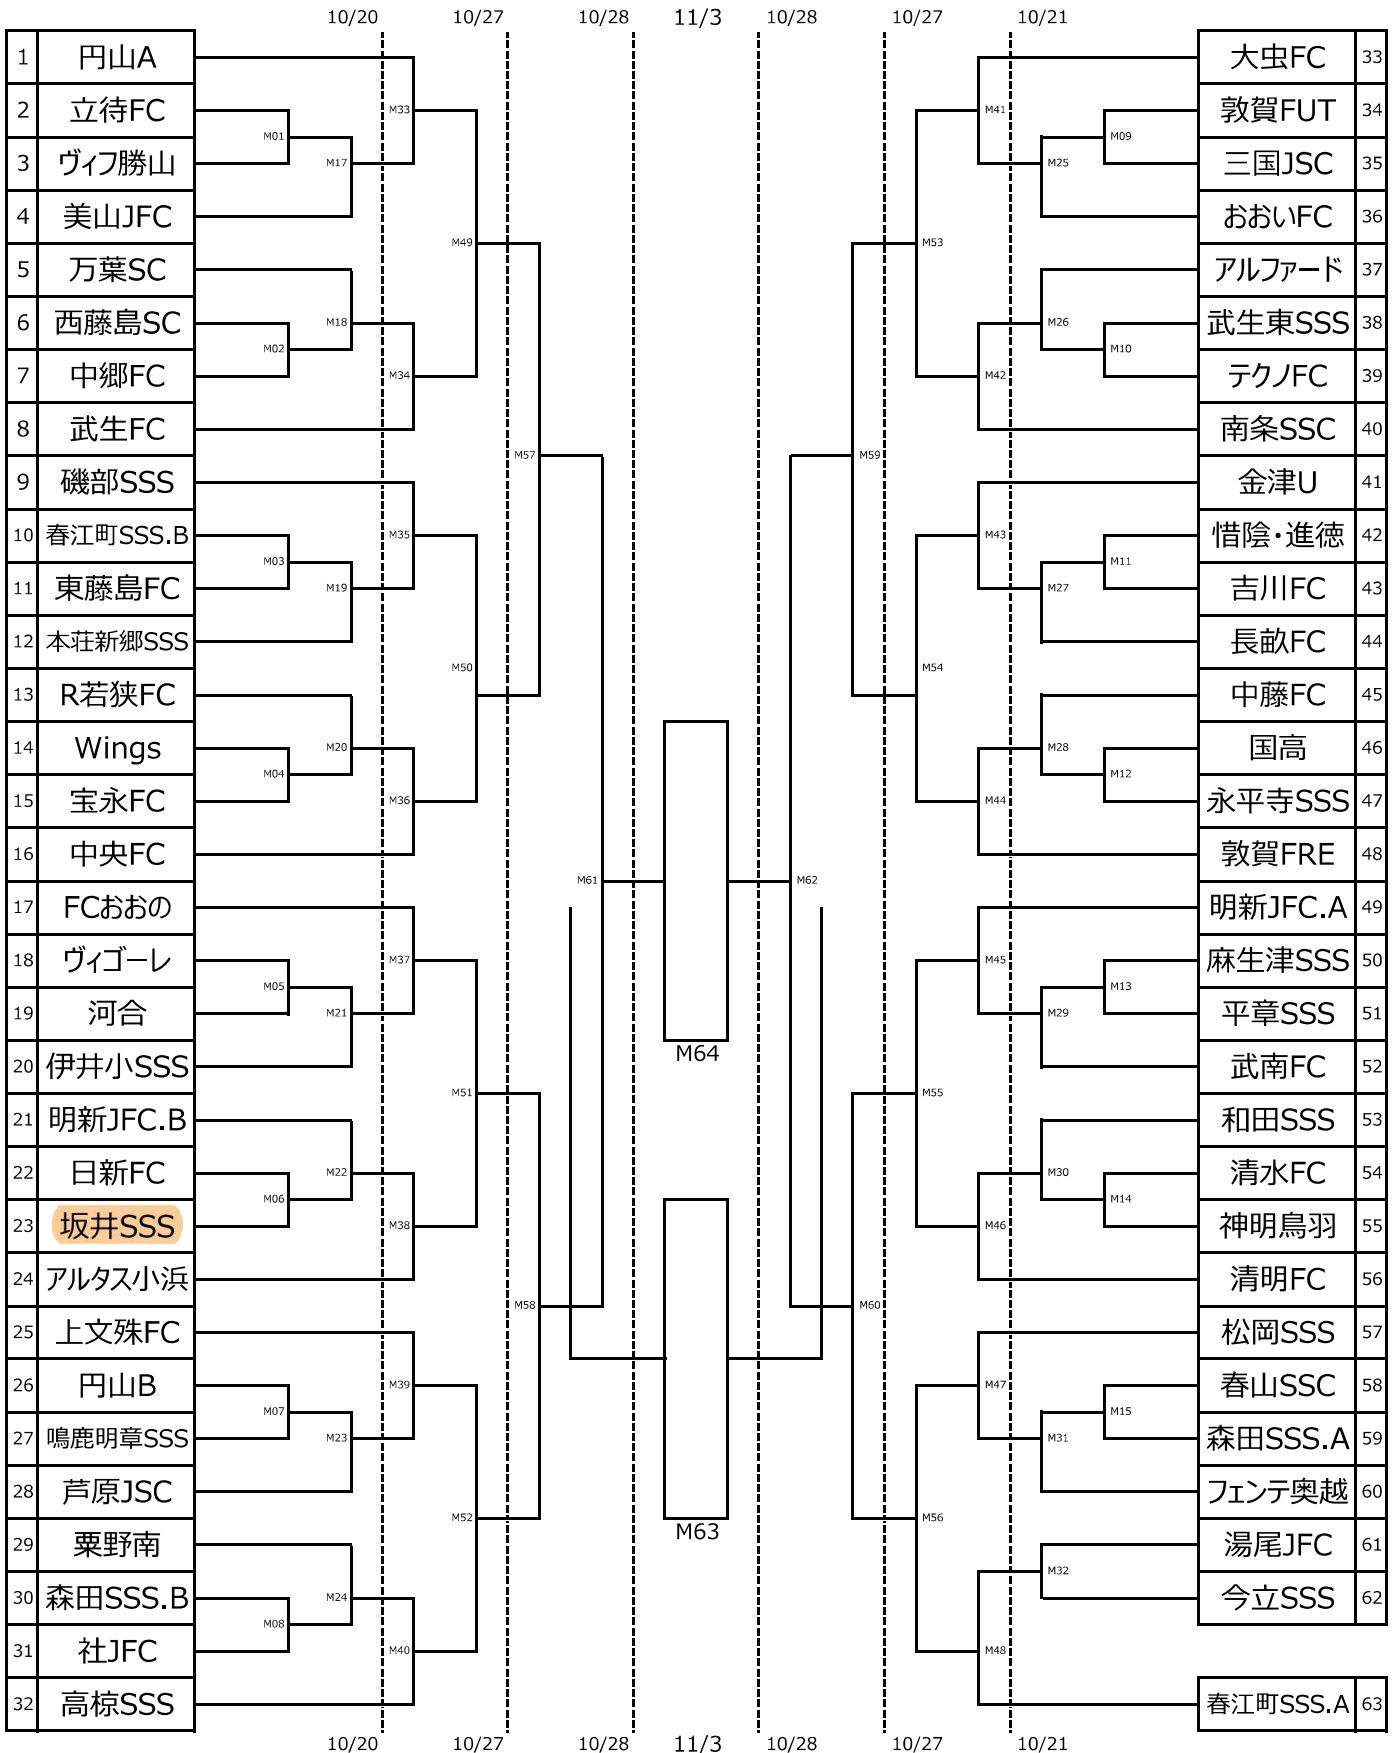 10/20 10/27 10/28 11/3 10/28 10/27 10/21
1 円山A
2 立待FC
3 ヴィフ勝山
4 美山JFC
5 万葉SC
6 西藤島SC
7 中郷FC
8 武生FC
9 磯部SSS
10 春江町SSS.B
11 東藤島FC
12 本荘新郷SSS
13 R若狭FC
14 Wings
15 宝永FC
16 中央FC
17 FCおおの
18 ヴィゴーレ
19 河合
20 伊井小SSS
21 明新JFC.B
22 日新FC
23 坂井SSS
24 アルタス小浜
25 上文殊FC
26 円山B
27 鳴鹿明章SSS
28 芦原JSC
29 粟野南
30 森田SSS.B
31 社JFC
32 高椋SSS
M01
M02
M03
M04
M05
M06
M07
M08
M17
M18
M19
M20
M21
M22
M23
M24
M33
M34
M35
M36
M37
M38
M39
M40
M49
M50
M51
M52
M57
M58
M61
M64
M63
M62
M59
M60
M53
M54
M55
M56
M41
M42
M43
M44
M45
M46
M47
M48
M25
M26
M27
M28
M29
M30
M31
M32
M09
M10
M11
M12
M13
M14
M15
大虫FC 33
敦賀FUT 34
三国JSC 35
おおいFC 36
アルファード 37
武生東SSS 38
テクノFC 39
南条SSC 40
金津U 41
惜陰・進徳 42
吉川FC 43
長畝FC 44
中藤FC 45
国高 46
永平寺SSS 47
敦賀FRE 48
明新JFC.A 49
麻生津SSS 50
平章SSS 51
武南FC 52
和田SSS 53
清水FC 54
神明鳥羽 55
清明FC 56
松岡SSS 57
春山SSC 58
森田SSS.A 59
フェンテ奥越 60
湯尾JFC 61
今立SSS 62
春江町SSS.A 63
10/20 10/27 10/28 11/3 10/28 10/27 10/21